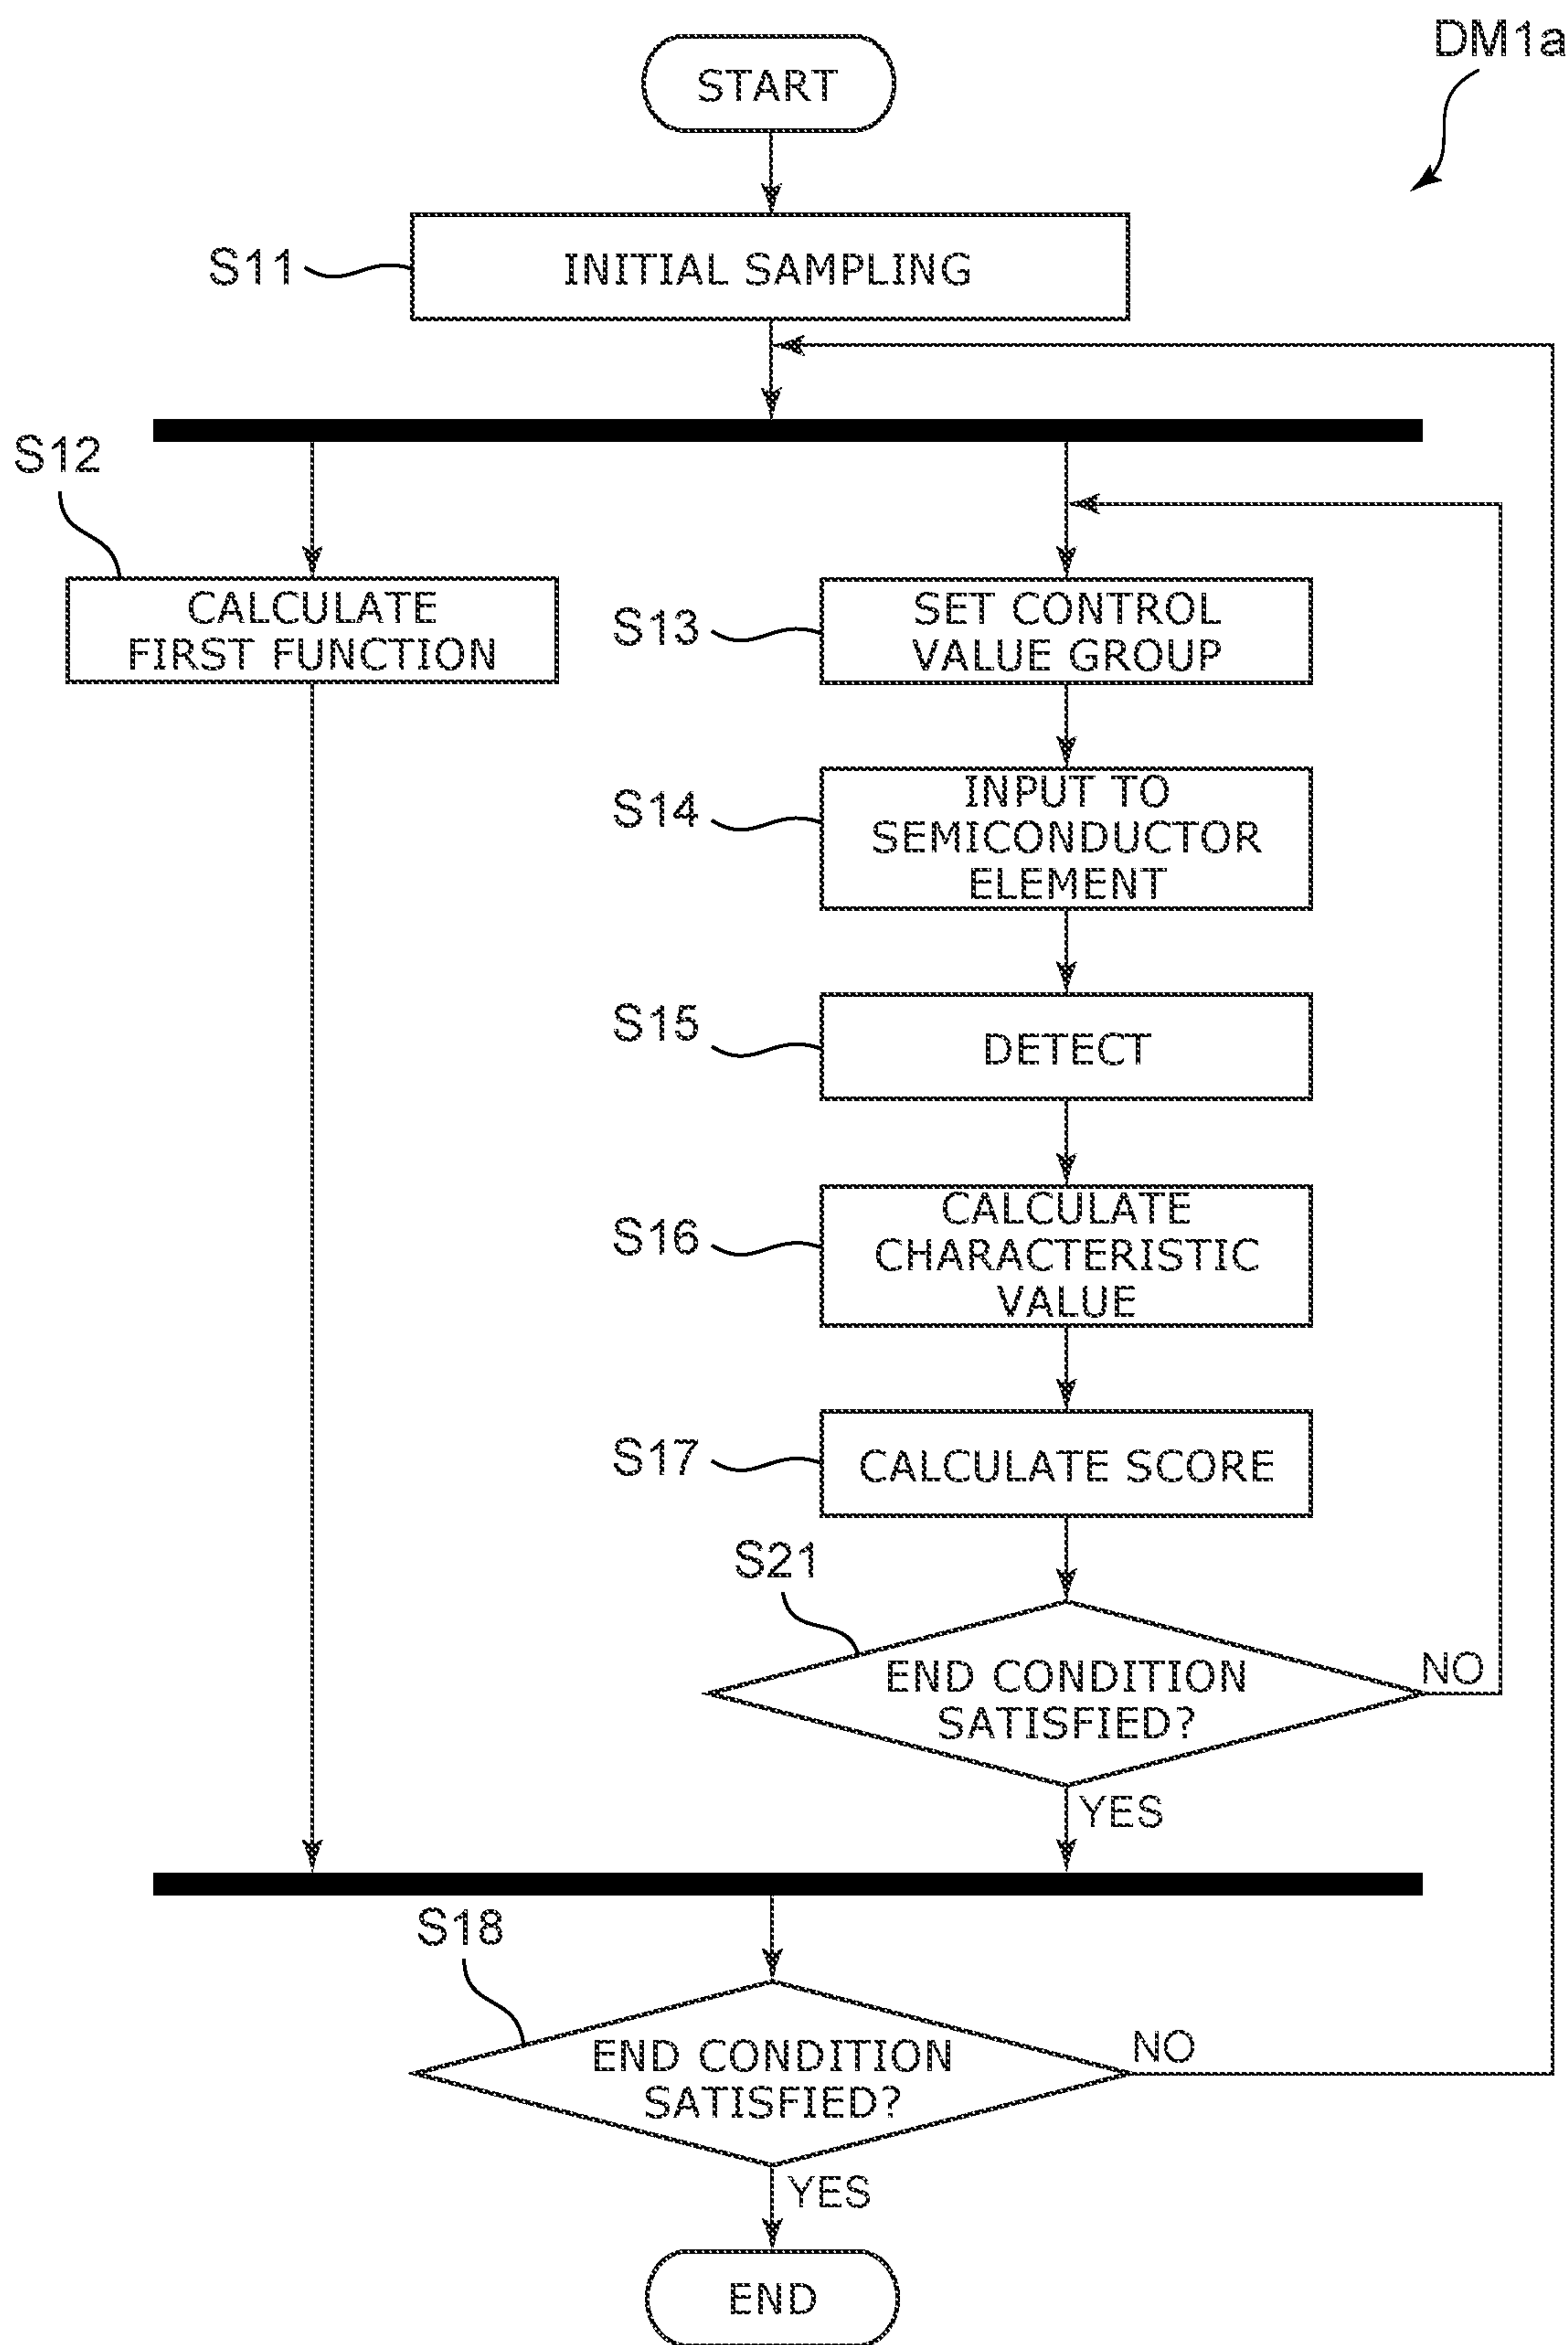 DM1a
START
S11
INITIAL SAMPLING
S12
CALCULATE
FIRST FUNCTION
S13
SET CONTROL
VALUE GROUP
S14
INPUT TO
SEMICONDUCTOR
ELEMENT
S15
DETECT
S16
CALCULATE
CHARACTERISTIC
VALUE
S17
CALCULATE SCORE
S21
END CONDITION
SATISFIED?
NO
YES
S18
END CONDITION
SATISFIED?
NO
YES
END